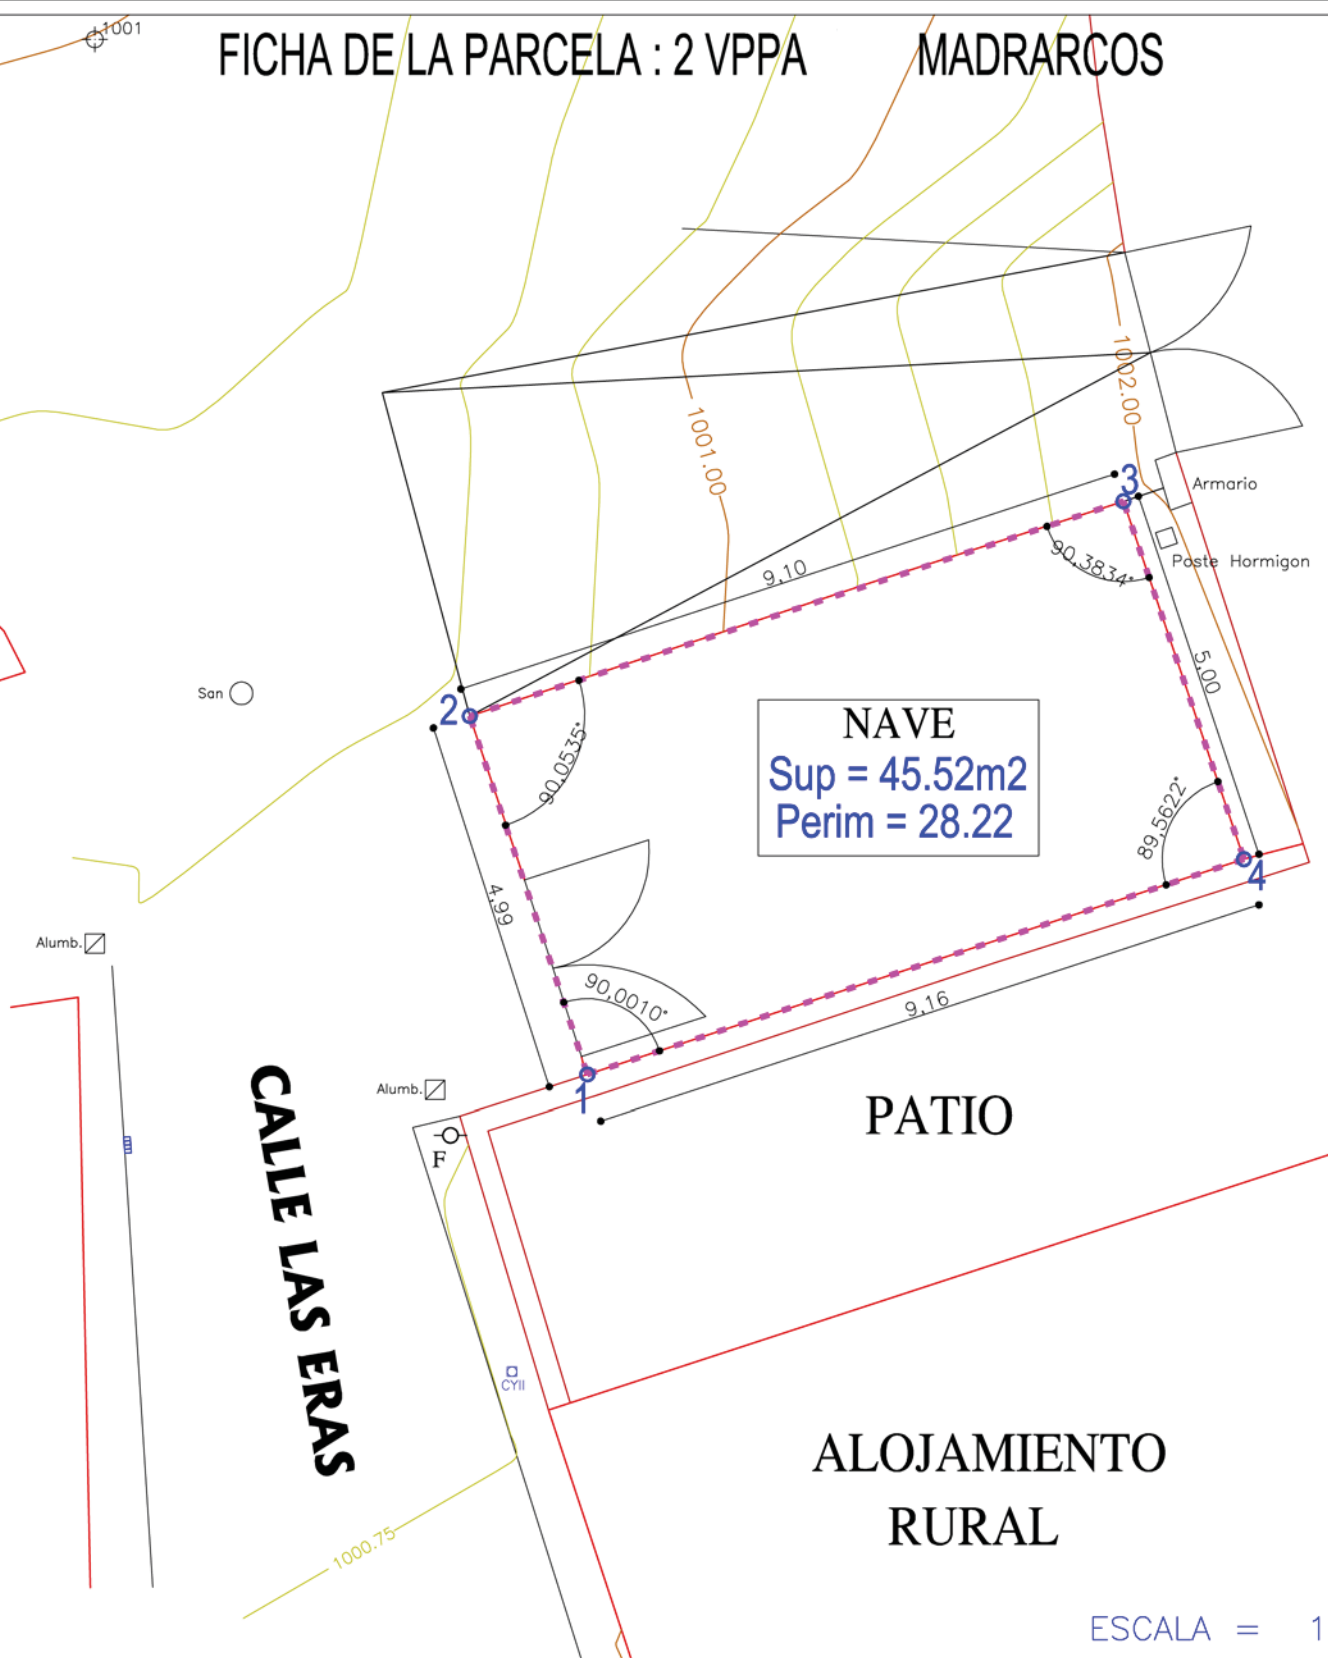 1001
FICHA DE LA PARCELA : 2 VPPA MADRARCOS
1002.00
1001.00
3
Armario
90,3834°
Poste Hormigon
9,10
5,00
San
2
90,0535°
NAVE
Sup = 45.52m2
Perim = 28.22
89,5622°
4
4,99
Alumb.
90,0010°
9,16
Alumb.
1
PATIO
F
CALLE LAS ERAS
CYII
ALOJAMIENTO
RURAL
1000.75
ESCALA = 1